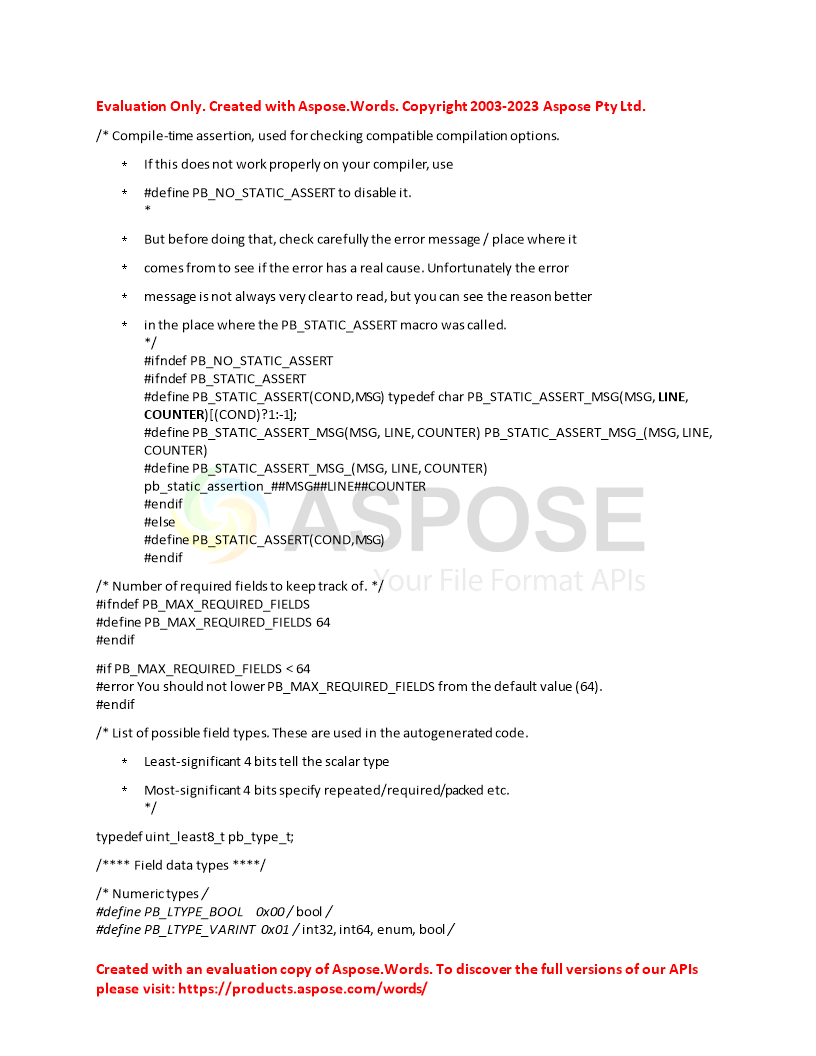 Evaluation Only. Created with Aspose.Words. Copyright 2003-2023 Aspose Pty Ltd.
/* Compile-time assertion, used for checking compatible compilation options.
* If this does not work properly on your compiler, use
* #define PB_NO_STATIC_ASSERT to disable it.
*
* But before doing that, check carefully the error message / place where it
* comes from to see if the error has a real cause. Unfortunately the error
* message is not always very clear to read, but you can see the reason better
* in the place where the PB_STATIC_ASSERT macro was called.
*/
#ifndef PB_NO_STATIC_ASSERT
#ifndef PB_STATIC_ASSERT
#define PB_STATIC_ASSERT(COND,MSG) typedef char PB_STATIC_ASSERT_MSG(MSG, LINE,
COUNTER)[(COND)?1:-1];
#define PB_STATIC_ASSERT_MSG(MSG, LINE, COUNTER) PB_STATIC_ASSERT_MSG_(MSG, LINE,
COUNTER)
#define PB_STATIC_ASSERT_MSG_(MSG, LINE, COUNTER)
pb_static_assertion_##MSG##LINE##COUNTER
#endif
#else
#define PB_STATIC_ASSERT(COND,MSG)
#endif
ASPOSE
Your File Format APIs
/* Number of required fields to keep track of. */
#ifndef PB_MAX_REQUIRED_FIELDS
#define PB_MAX_REQUIRED_FIELDS 64
#endif
#if PB_MAX_REQUIRED_FIELDS < 64
#error You should not lower PB_MAX_REQUIRED_FIELDS from the default value (64).
#endif
/* List of possible field types. These are used in the autogenerated code.
* Least-significant 4 bits tell the scalar type
* Most-significant 4 bits specify repeated/required/packed etc.
*/
typedef uint_least8_t pb_type_t;
/**** Field data types ****/
/* Numeric types /
#define PB_LTYPE_BOOL 0x00 / bool /
#define PB_LTYPE_VARINT 0x01 / int32, int64, enum, bool /
Created with an evaluation copy of Aspose.Words. To discover the full versions of our APIs
please visit: https://products.aspose.com/words/